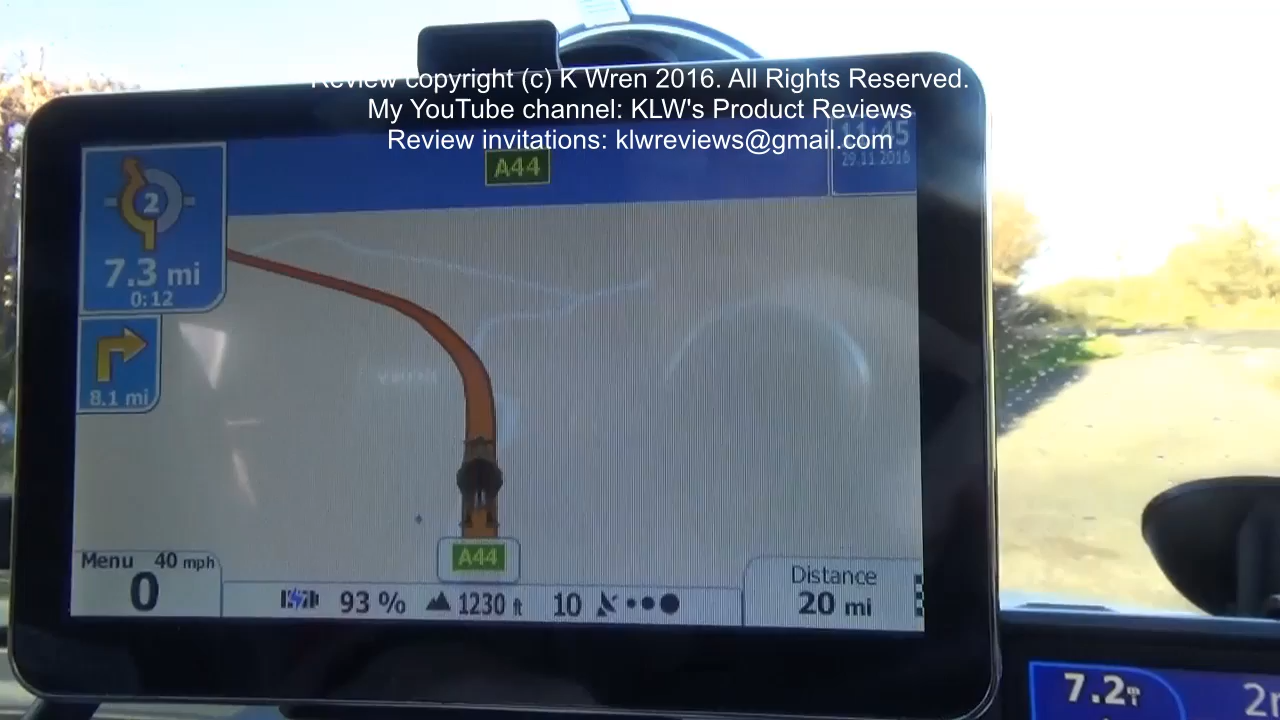 Review copyright (c) K Wren 2016. All Rights Reserved.
My YouTube channel: KLW's Product Reviews
Review invitations: klwreviews@gmail.com
11:45
29.11.2016
A44
2
7.3 mi
0:12
8.1 mi
A44
Menu 40 mph
0
93 % 1230 ft 10
Distance
20 mi
7.2